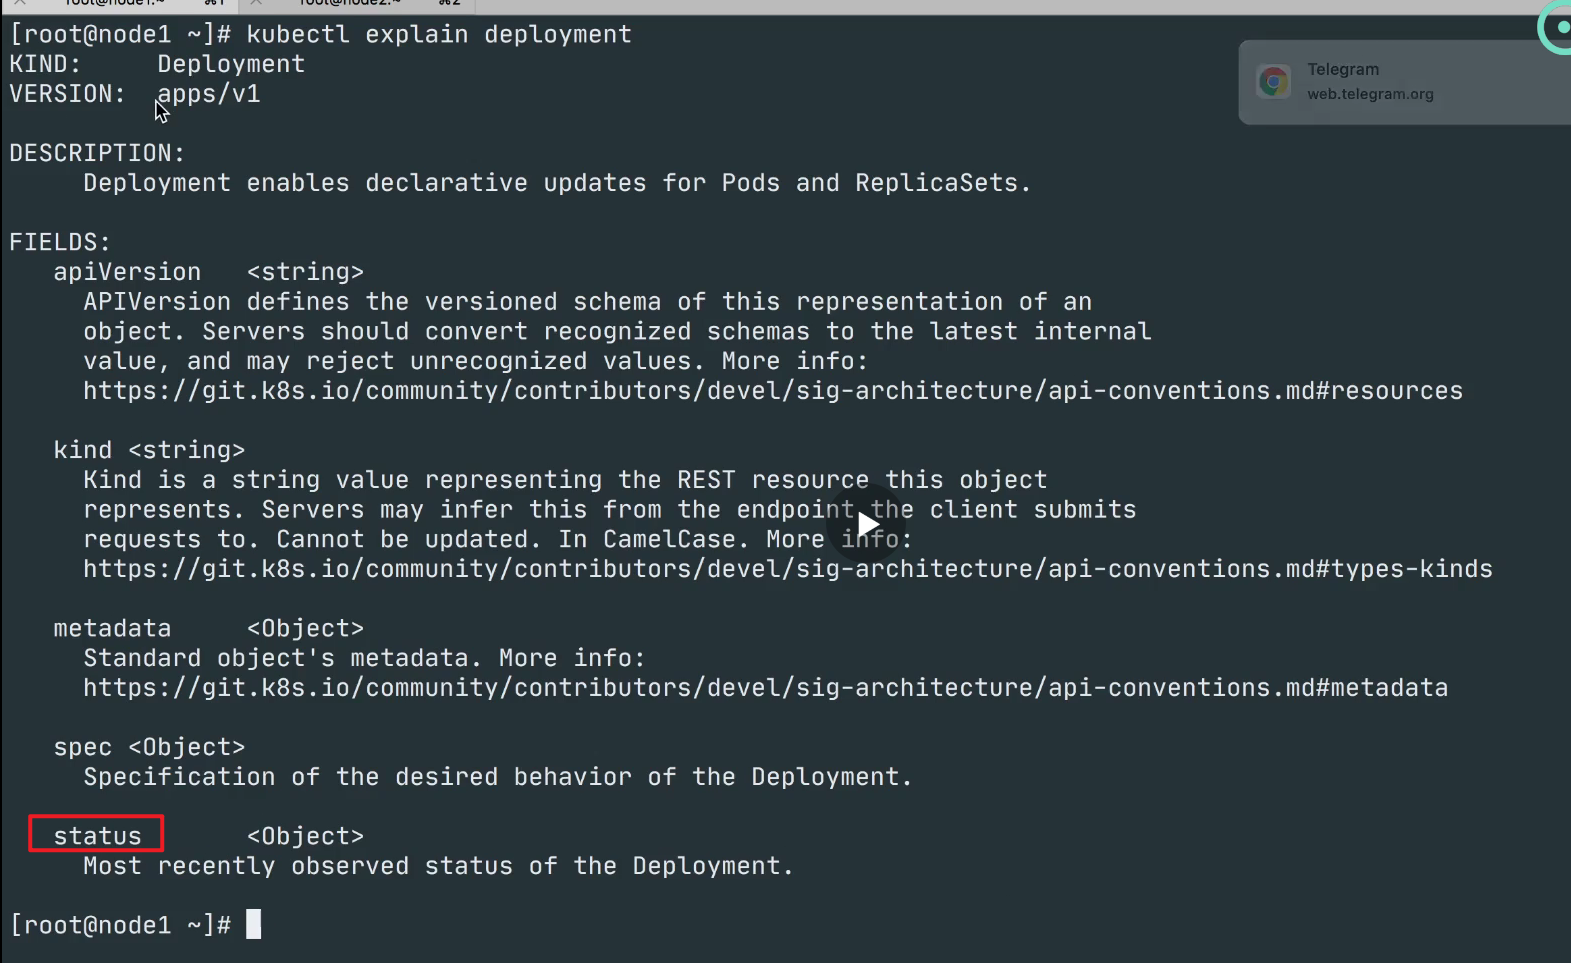 root@node1:~ ⌘1 root@node2:~ ⌘2
[root@node1 ~]# kubectl explain deployment
KIND:     Deployment
VERSION:  apps/v1
Telegram
web.telegram.org
DESCRIPTION:
     Deployment enables declarative updates for Pods and ReplicaSets.
FIELDS:
   apiVersion   <string>
     APIVersion defines the versioned schema of this representation of an
     object. Servers should convert recognized schemas to the latest internal
     value, and may reject unrecognized values. More info:
     https://git.k8s.io/community/contributors/devel/sig-architecture/api-conventions.md#resources
   kind <string>
     Kind is a string value representing the REST resource this object
     represents. Servers may infer this from the endpoint the client submits
     requests to. Cannot be updated. In CamelCase. More info:
     https://git.k8s.io/community/contributors/devel/sig-architecture/api-conventions.md#types-kinds
   metadata     <Object>
     Standard object's metadata. More info:
     https://git.k8s.io/community/contributors/devel/sig-architecture/api-conventions.md#metadata
   spec <Object>
     Specification of the desired behavior of the Deployment.
   status       <Object>
     Most recently observed status of the Deployment.
[root@node1 ~]#